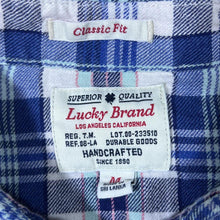 Classic Fit
SUPERIOR QUALITY
Lucky Brand
LOS ANGELES CALIFORNIA
REG. T.M. LOT.00-233510
REF.08-LA DURABLE GOODS
HANDCRAFTED
SINCE 1990
M
SRI LANKA